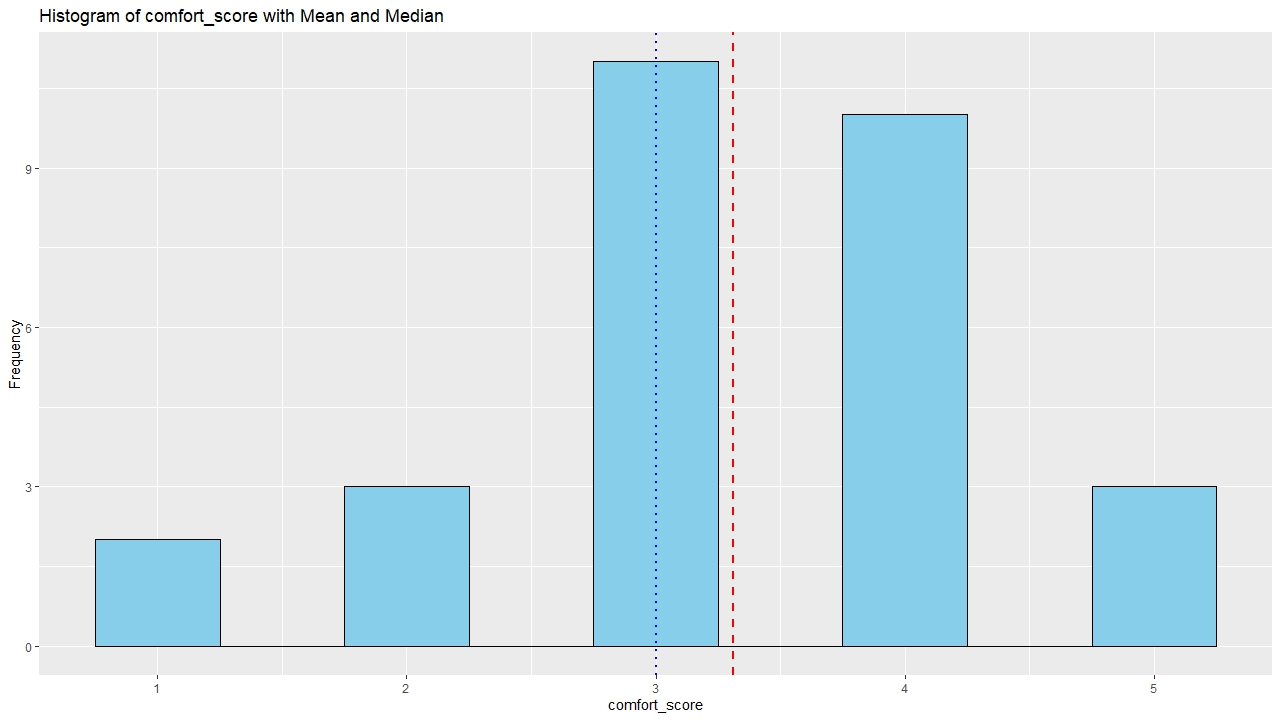 Histogram of comfort_score with Mean and Median
Frequency
9
6
3
0
1 2 3 4 5
comfort_score